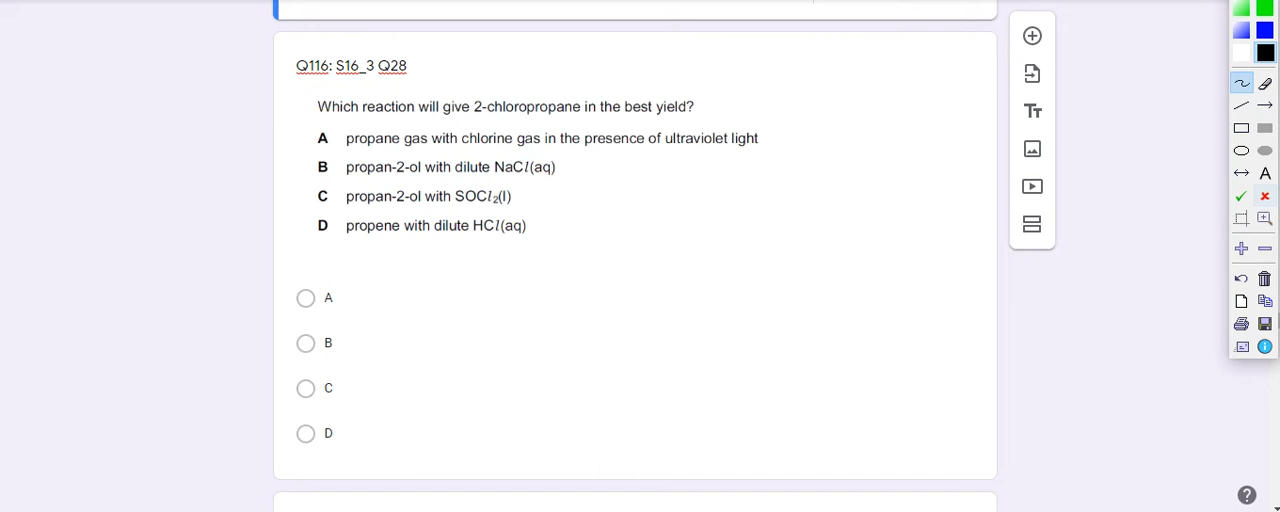 Q116: S16_3 Q28
Which reaction will give 2-chloropropane in the best yield?
A propane gas with chlorine gas in the presence of ultraviolet light
B propan-2-ol with dilute NaCl(aq)
C propan-2-ol with SOCl₂(l)
D propene with dilute HCl(aq)
A
B
C
D